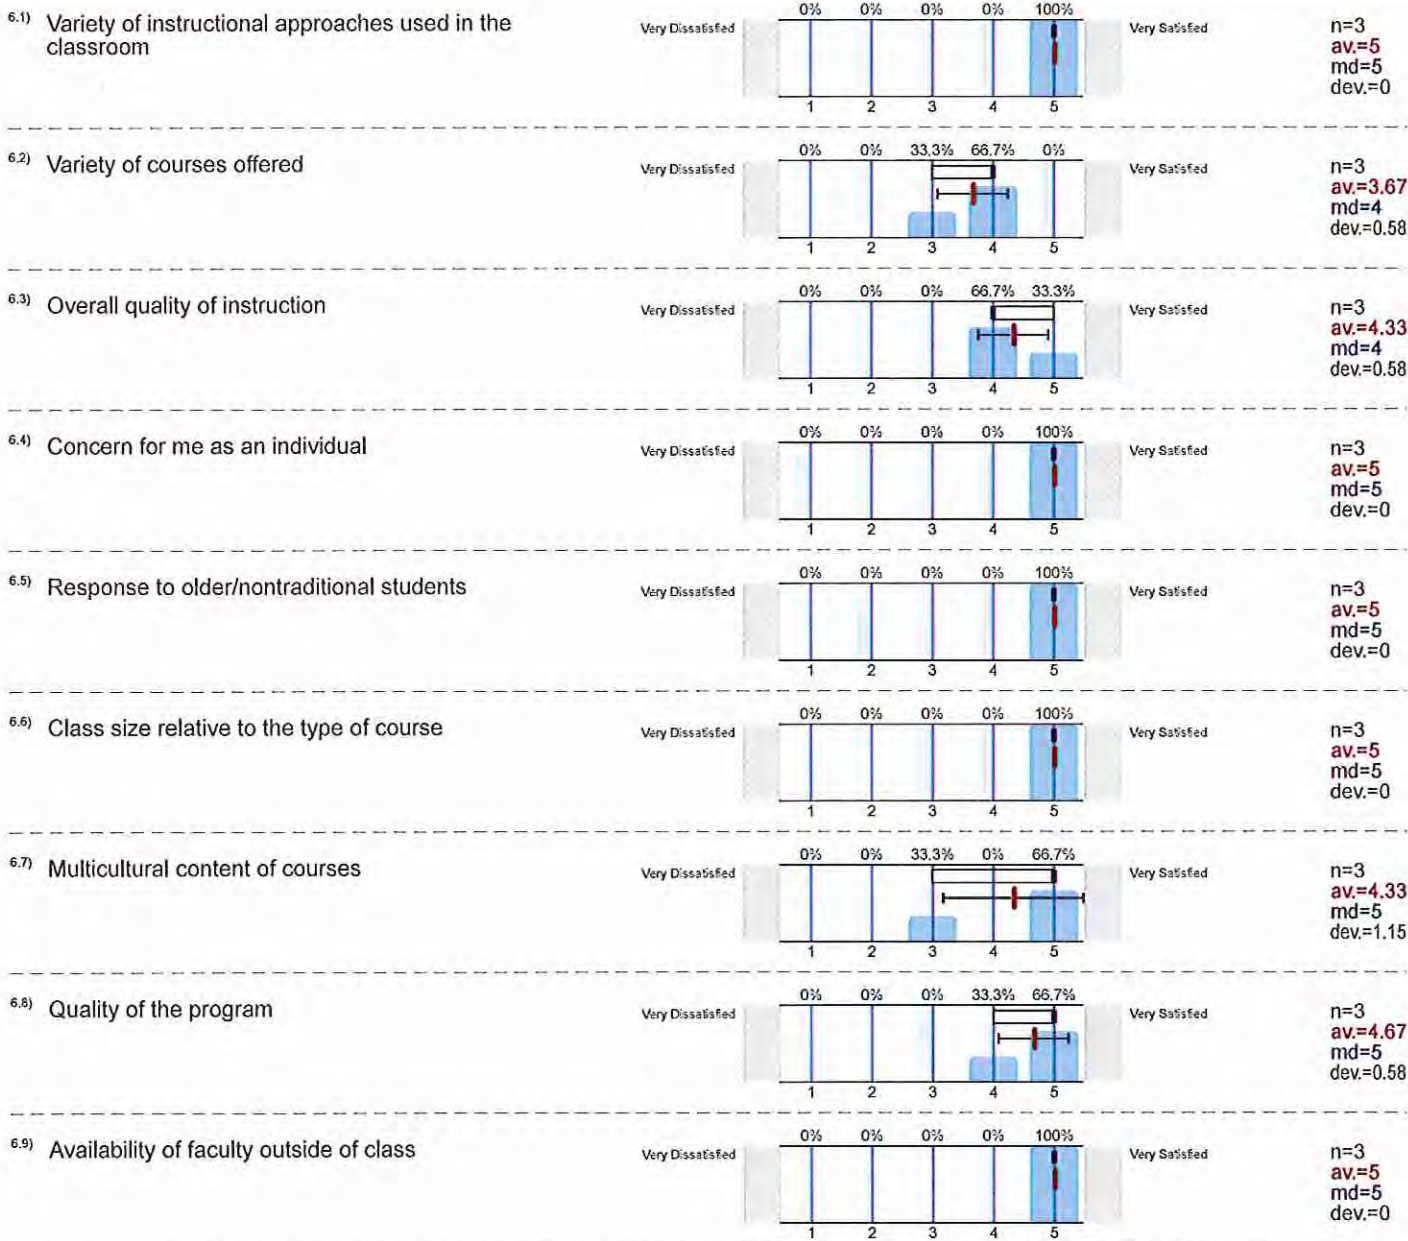 6.1) Variety of instructional approaches used in the
classroom
Very Dissatisfied
0% 0% 0% 0% 100%
1 2 3 4 5
Very Satisfied
n=3
av.=5
md=5
dev.=0
6.2) Variety of courses offered
Very Dissatisfied
0% 0% 33.3% 66.7% 0%
1 2 3 4 5
Very Satisfied
n=3
av.=3.67
md=4
dev.=0.58
6.3) Overall quality of instruction
Very Dissatisfied
0% 0% 0% 66.7% 33.3%
1 2 3 4 5
Very Satisfied
n=3
av.=4.33
md=4
dev.=0.58
6.4) Concern for me as an individual
Very Dissatisfied
0% 0% 0% 0% 100%
1 2 3 4 5
Very Satisfied
n=3
av.=5
md=5
dev.=0
6.5) Response to older/nontraditional students
Very Dissatisfied
0% 0% 0% 0% 100%
1 2 3 4 5
Very Satisfied
n=3
av.=5
md=5
dev.=0
6.6) Class size relative to the type of course
Very Dissatisfied
0% 0% 0% 0% 100%
1 2 3 4 5
Very Satisfied
n=3
av.=5
md=5
dev.=0
6.7) Multicultural content of courses
Very Dissatisfied
0% 0% 33.3% 0% 66.7%
1 2 3 4 5
Very Satisfied
n=3
av.=4.33
md=5
dev.=1.15
6.8) Quality of the program
Very Dissatisfied
0% 0% 0% 33.3% 66.7%
1 2 3 4 5
Very Satisfied
n=3
av.=4.67
md=5
dev.=0.58
6.9) Availability of faculty outside of class
Very Dissatisfied
0% 0% 0% 0% 100%
1 2 3 4 5
Very Satisfied
n=3
av.=5
md=5
dev.=0